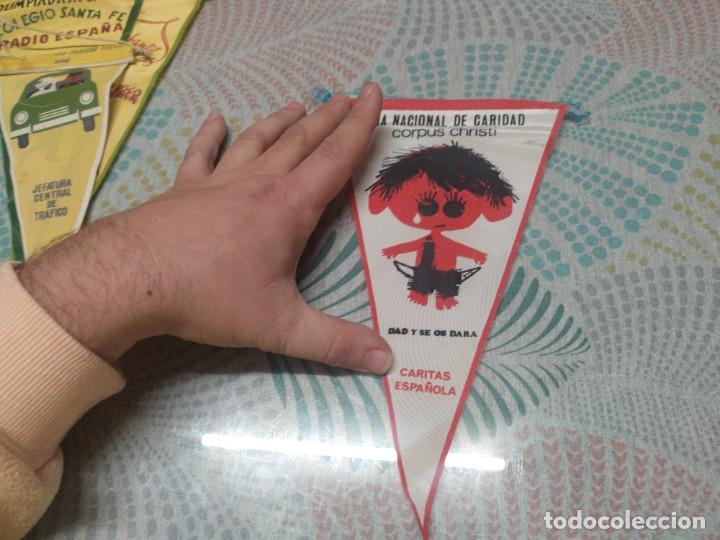 COLEGIO SANTA FE
RADIO ESPAÑA
JEFATURA
CENTRAL
DE
TRAFICO
A NACIONAL DE CARIDAD
corpus christi
DAD Y SE OS DARA
CARITAS
ESPAÑOLA
todocoleccion